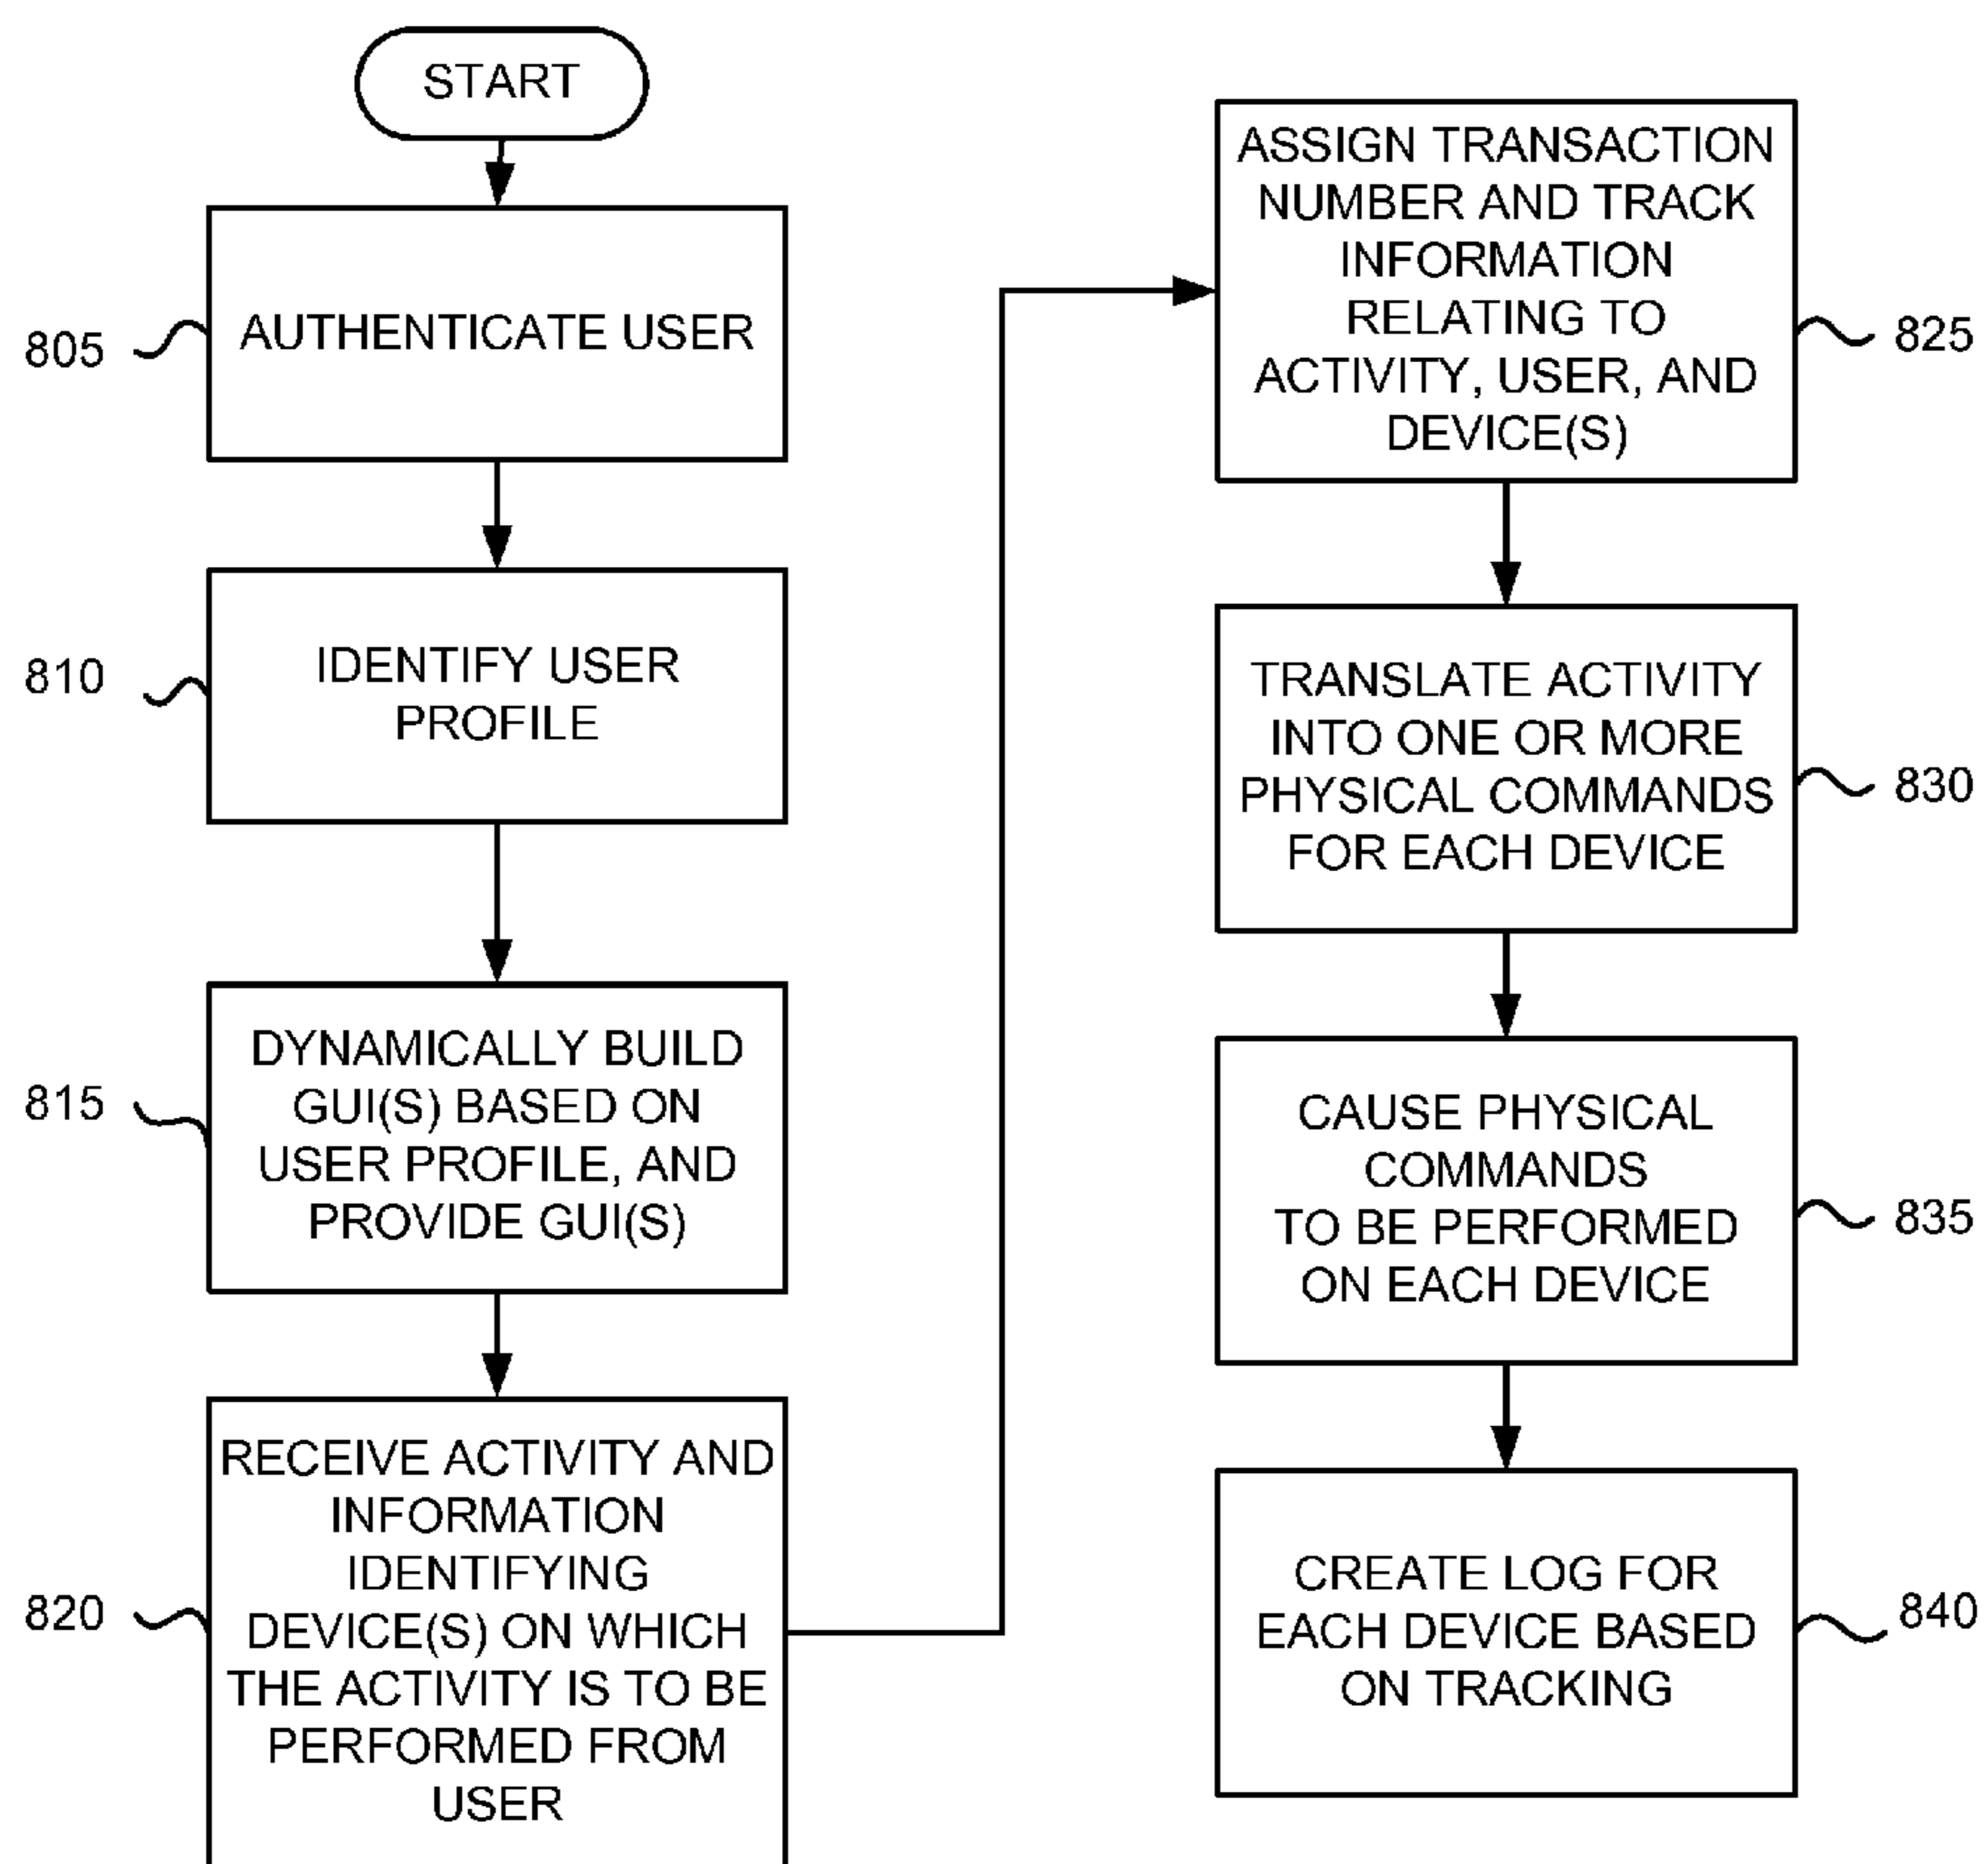 START
805
AUTHENTICATE USER
810
IDENTIFY USER
PROFILE
815
DYNAMICALLY BUILD
GUI(S) BASED ON
USER PROFILE, AND
PROVIDE GUI(S)
820
RECEIVE ACTIVITY AND
INFORMATION
IDENTIFYING
DEVICE(S) ON WHICH
THE ACTIVITY IS TO BE
PERFORMED FROM
USER
ASSIGN TRANSACTION
NUMBER AND TRACK
INFORMATION
RELATING TO
ACTIVITY, USER, AND
DEVICE(S)
825
TRANSLATE ACTIVITY
INTO ONE OR MORE
PHYSICAL COMMANDS
FOR EACH DEVICE
830
CAUSE PHYSICAL
COMMANDS
TO BE PERFORMED
ON EACH DEVICE
835
CREATE LOG FOR
EACH DEVICE BASED
ON TRACKING
840